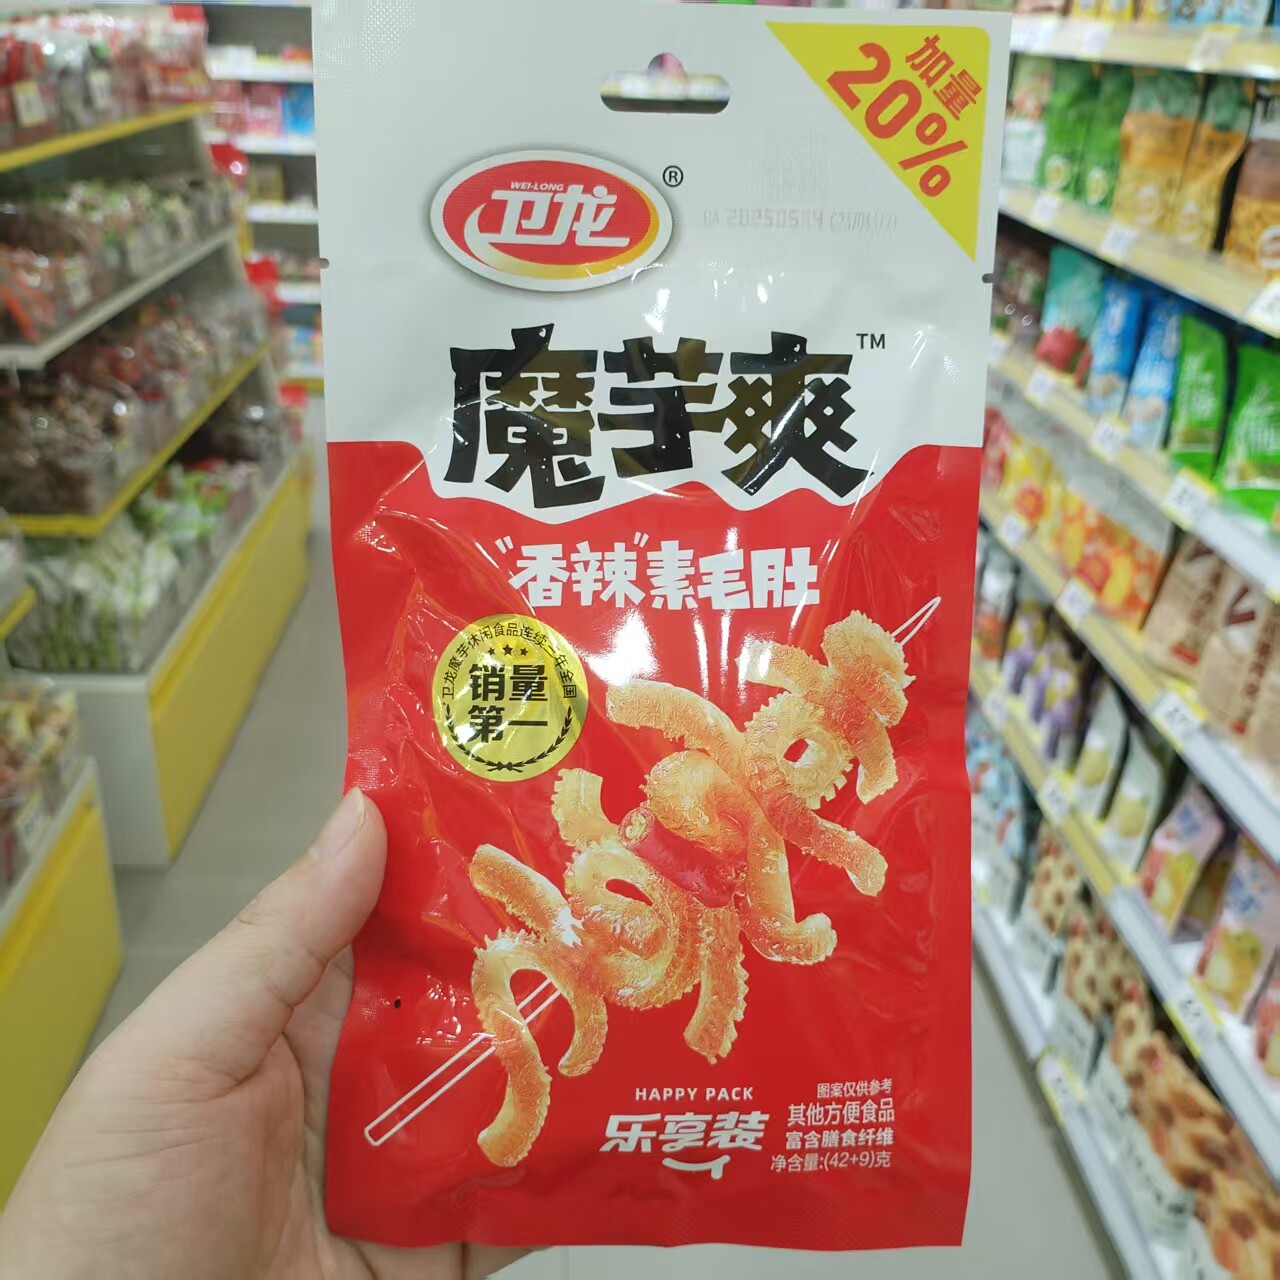 加量
20%
WEI-LONG
卫龙
®
魔芋爽
TM
"香辣"素毛肚
卫龙魔芋休闲食品连续三年全国
销量
第一
HAPPY PACK
乐享装
图案仅供参考
其他方便食品
富含膳食纤维
净含量:(42+9)克